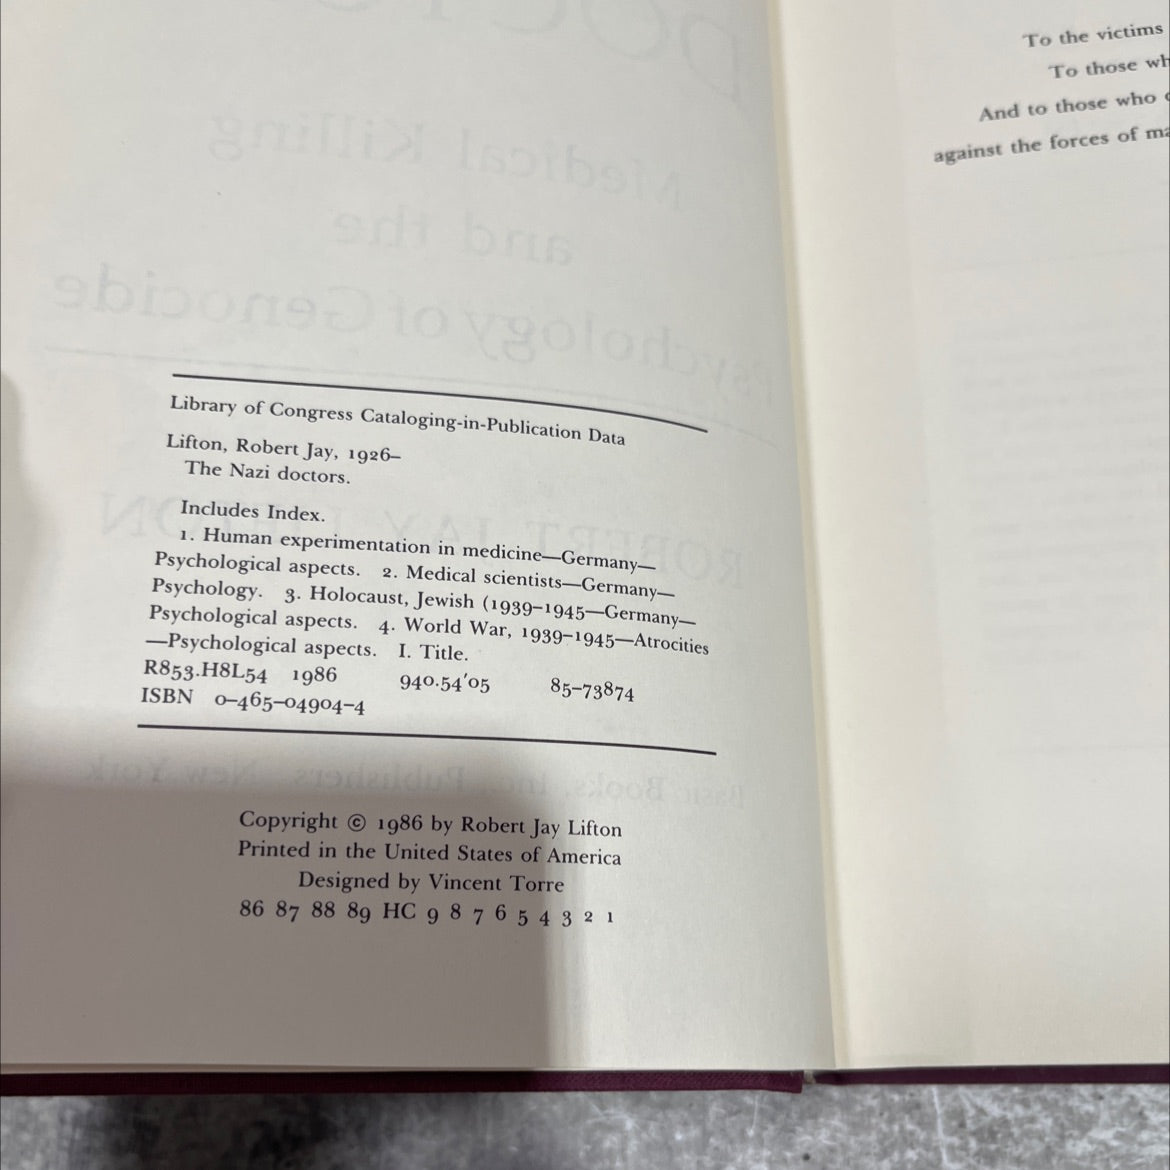 Library of Congress Cataloging-in-Publication Data
Lifton, Robert Jay, 1926–
The Nazi doctors.
Includes Index.
1. Human experimentation in medicine—Germany—
Psychological aspects. 2. Medical scientists—Germany—
Psychology. 3. Holocaust, Jewish (1939–1945—Germany—
Psychological aspects. 4. World War, 1939–1945—Atrocities
—Psychological aspects. I. Title.
R853.H8L54 1986 940.54'05 85–73874
ISBN 0–465–04904–4
Copyright © 1986 by Robert Jay Lifton
Printed in the United States of America
Designed by Vincent Torre
86 87 88 89 HC 9 8 7 6 5 4 3 2 1
To the victims
To those
And to those who
against the forces of